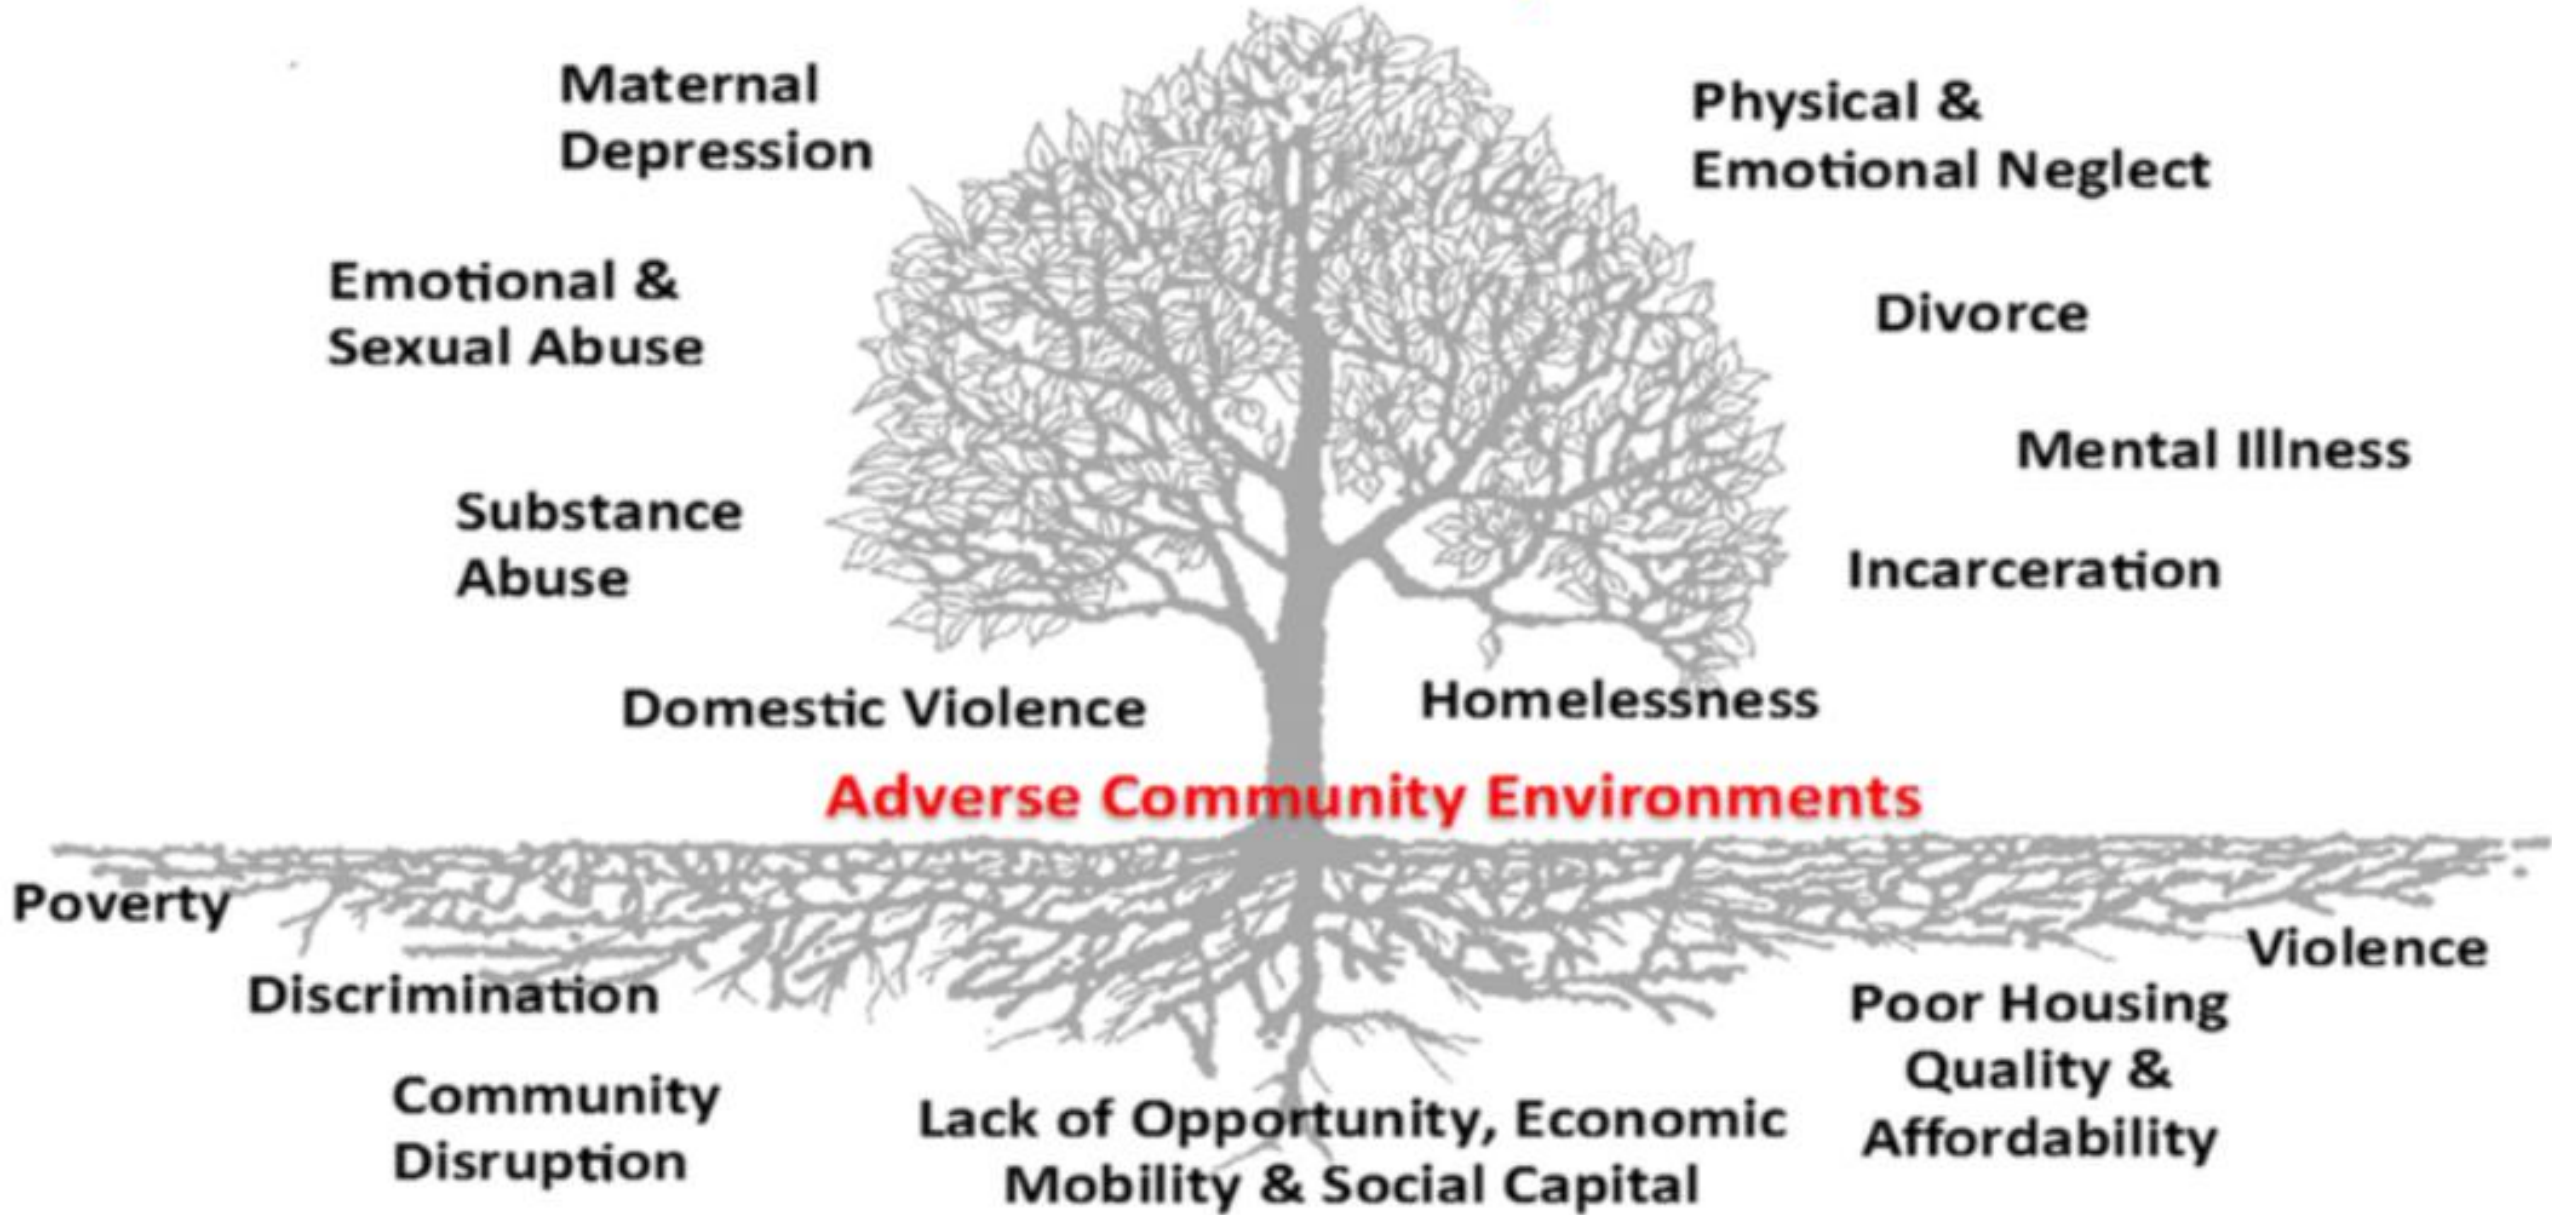 Maternal
Depression
Physical &
Emotional Neglect
Emotional &
Sexual Abuse
Divorce
Mental Illness
Substance
Abuse
Incarceration
Domestic Violence
Homelessness
Adverse Community Environments
Poverty
Violence
Discrimination
Poor Housing
Quality &
Affordability
Community
Disruption
Lack of Opportunity, Economic
Mobility & Social Capital